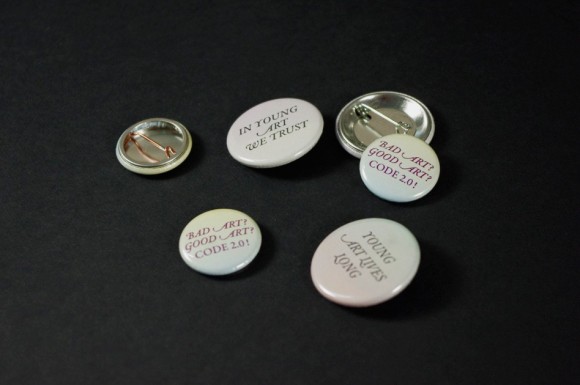 IN YOUNG
ART
WE TRUST
BAD ART?
GOOD ART?
CODE 2.0!
BAD ART?
GOOD ART?
CODE 2.0!
YOUNG
ART LIVES
LONG